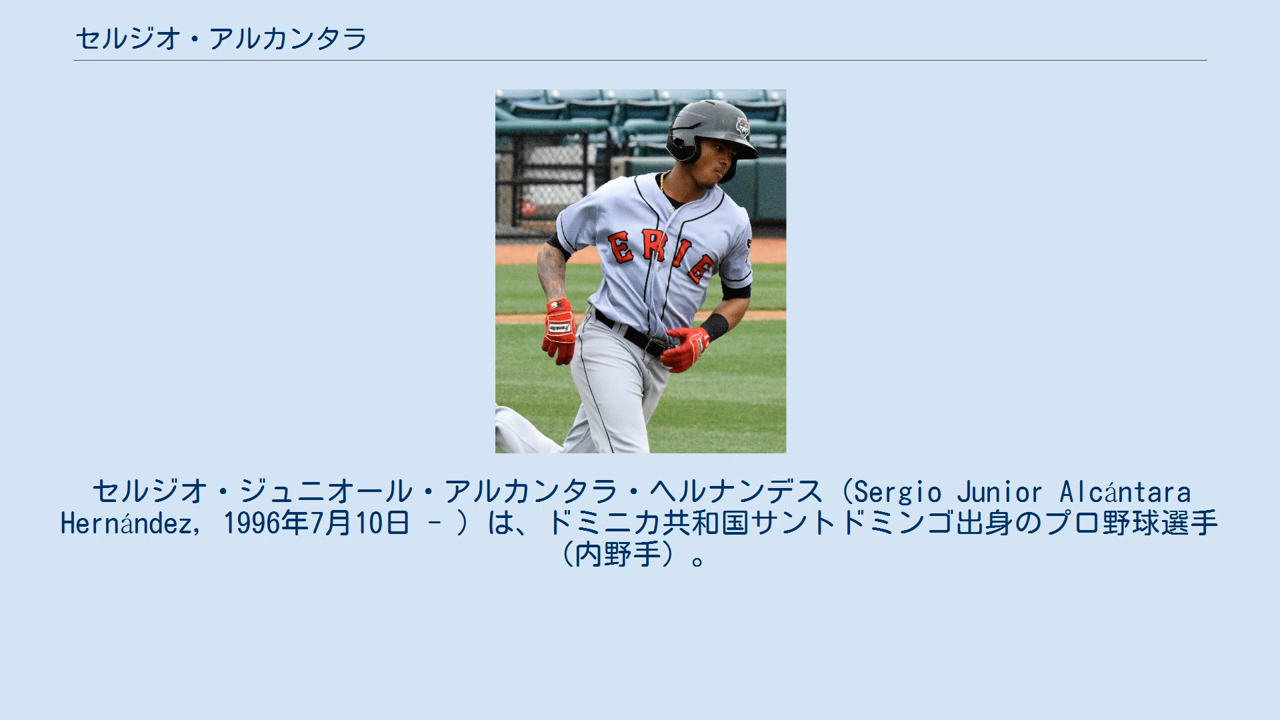 セルジオ・アルカンタラ
ERIE
セルジオ・ジュニオール・アルカンタラ・ヘルナンデス（Sergio Junior Alcántara
Hernández, 1996年7月10日 - ）は、ドミニカ共和国サントドミンゴ出身のプロ野球選手
（内野手）。